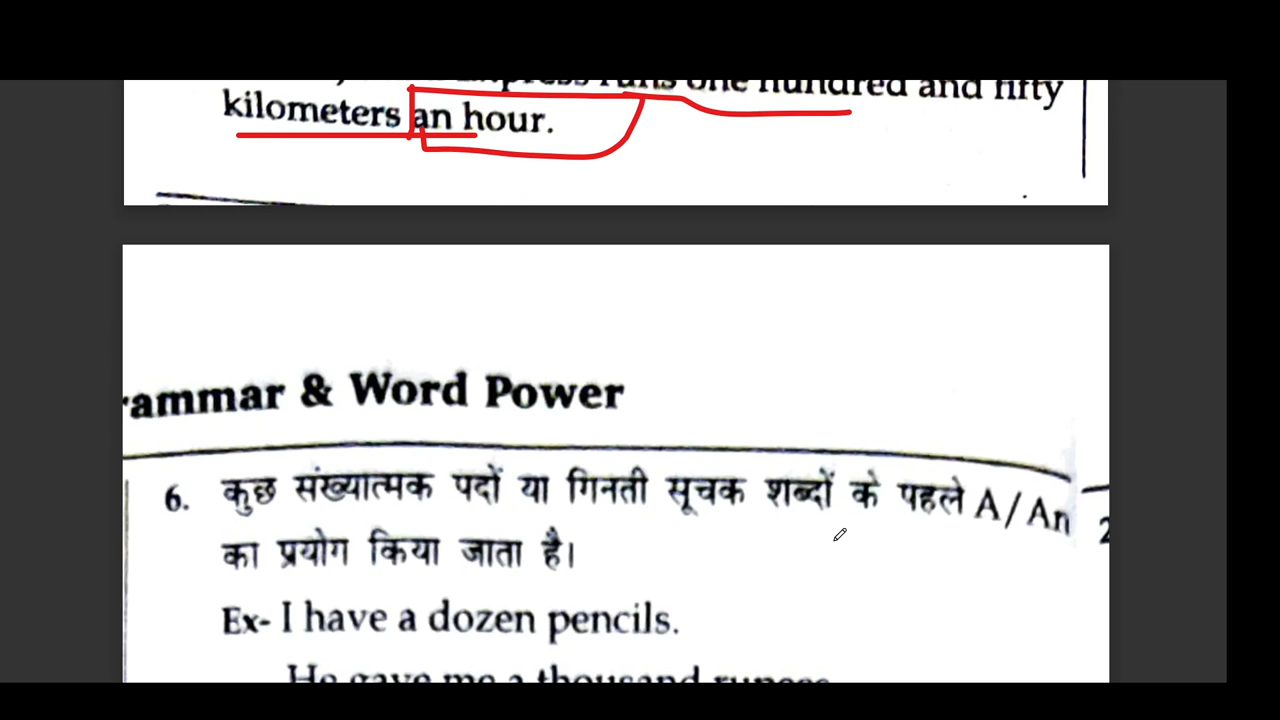 Express runs one hundred and fifty
kilometers an hour.
rammar & Word Power
6. कुछ संख्यात्मक पदों या गिनती सूचक शब्दों के पहले A/An
का प्रयोग किया जाता है।
Ex- I have a dozen pencils.
He gave me a thousand rupees